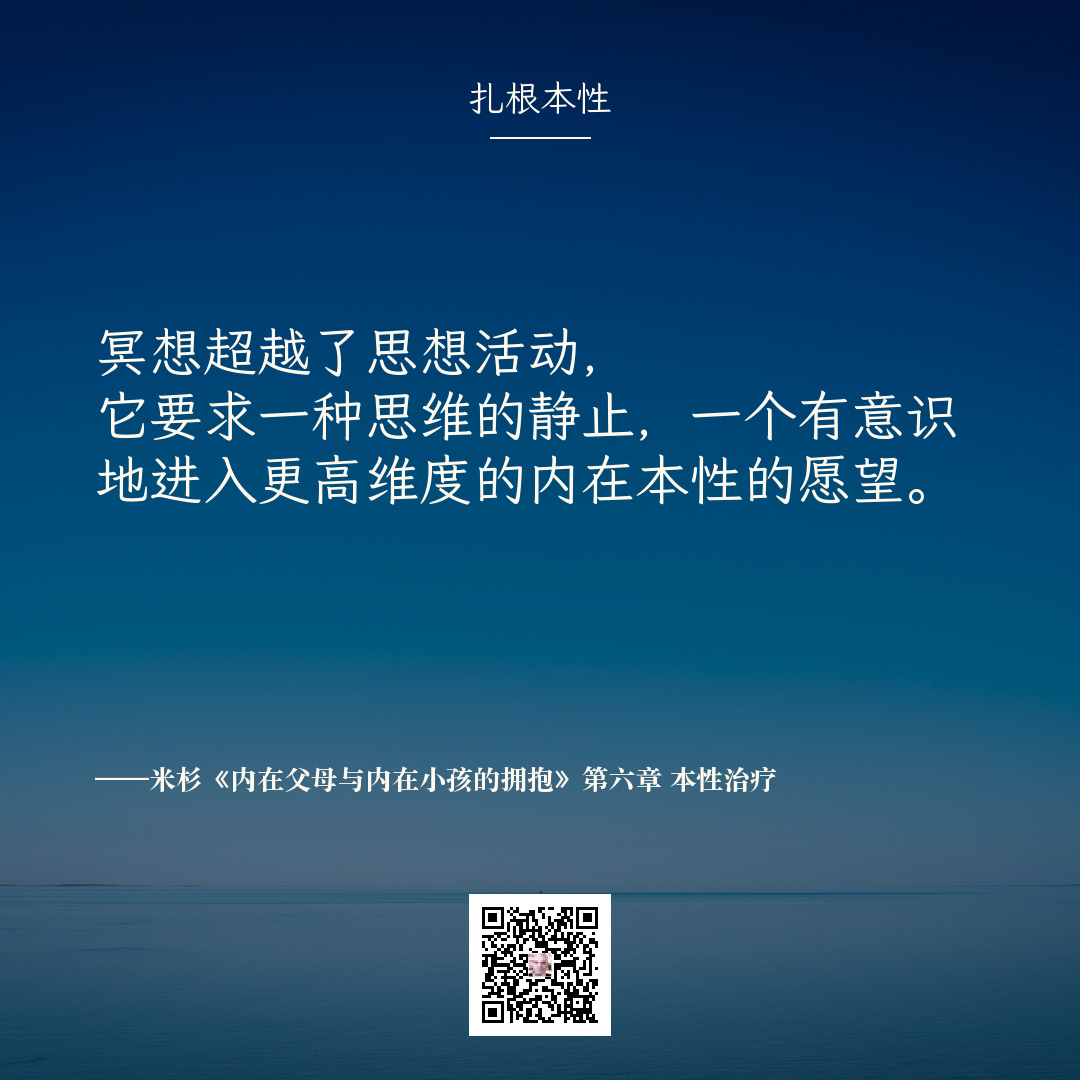 扎根本性
冥想超越了思想活动,
它要求一种思维的静止,一个有意识
地进入更高维度的内在本性的愿望。
——米杉《内在父母与内在小孩的拥抱》第六章 本性治疗